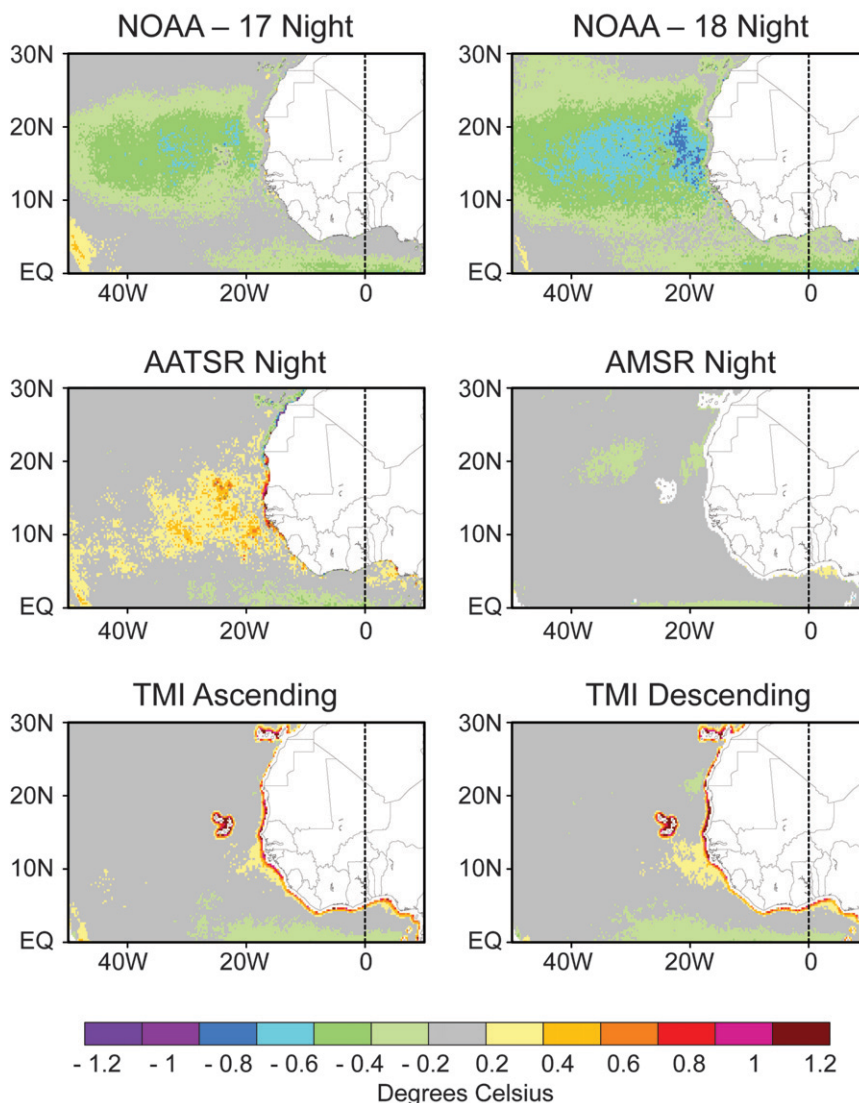 NOAA – 17 Night
NOAA – 18 Night
30N
20N
10N
EQ
40W 20W 0
30N
20N
10N
EQ
40W 20W 0
AATSR Night
AMSR Night
30N
20N
10N
EQ
40W 20W 0
30N
20N
10N
EQ
40W 20W 0
TMI Ascending
TMI Descending
30N
20N
10N
EQ
40W 20W 0
30N
20N
10N
EQ
40W 20W 0
- 1.2 - 1 - 0.8 - 0.6 - 0.4 - 0.2 0.2 0.4 0.6 0.8 1 1.2
Degrees Celsius